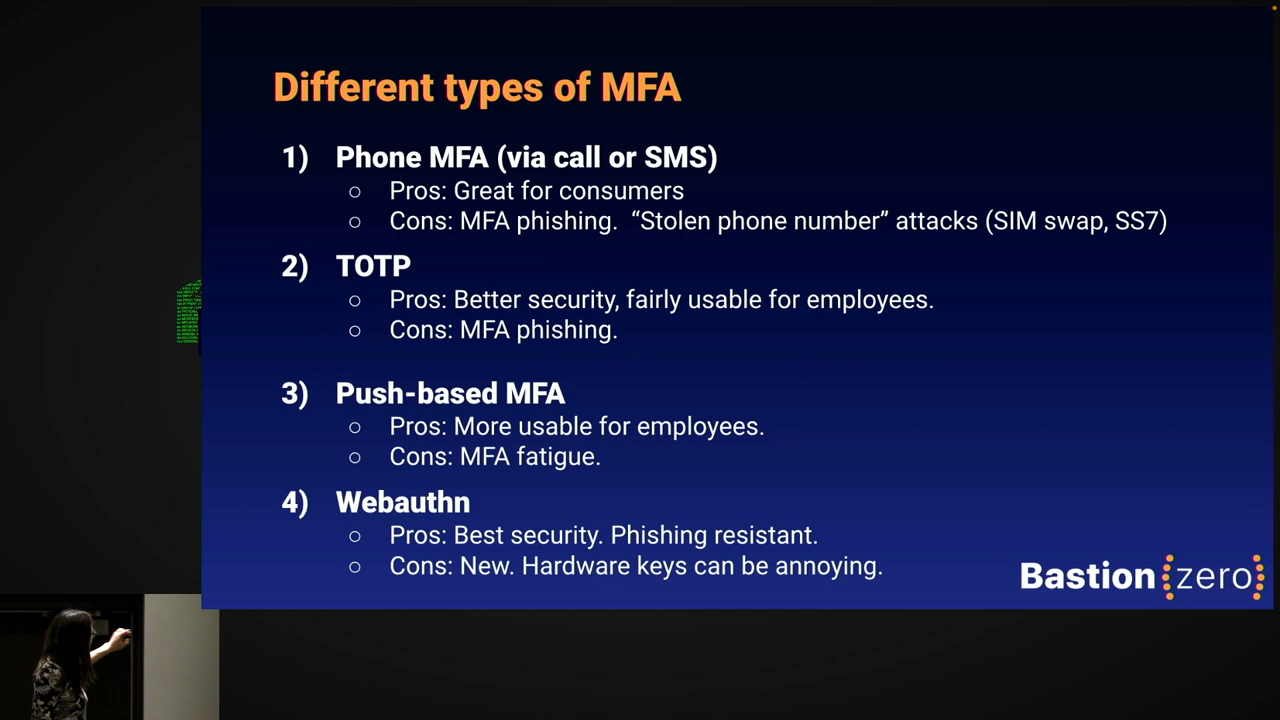 Different types of MFA
1) Phone MFA (via call or SMS)
○ Pros: Great for consumers
○ Cons: MFA phishing. “Stolen phone number” attacks (SIM swap, SS7)
2) TOTP
○ Pros: Better security, fairly usable for employees.
○ Cons: MFA phishing.
3) Push-based MFA
○ Pros: More usable for employees.
○ Cons: MFA fatigue.
4) Webauthn
○ Pros: Best security. Phishing resistant.
○ Cons: New. Hardware keys can be annoying.
Bastion zero